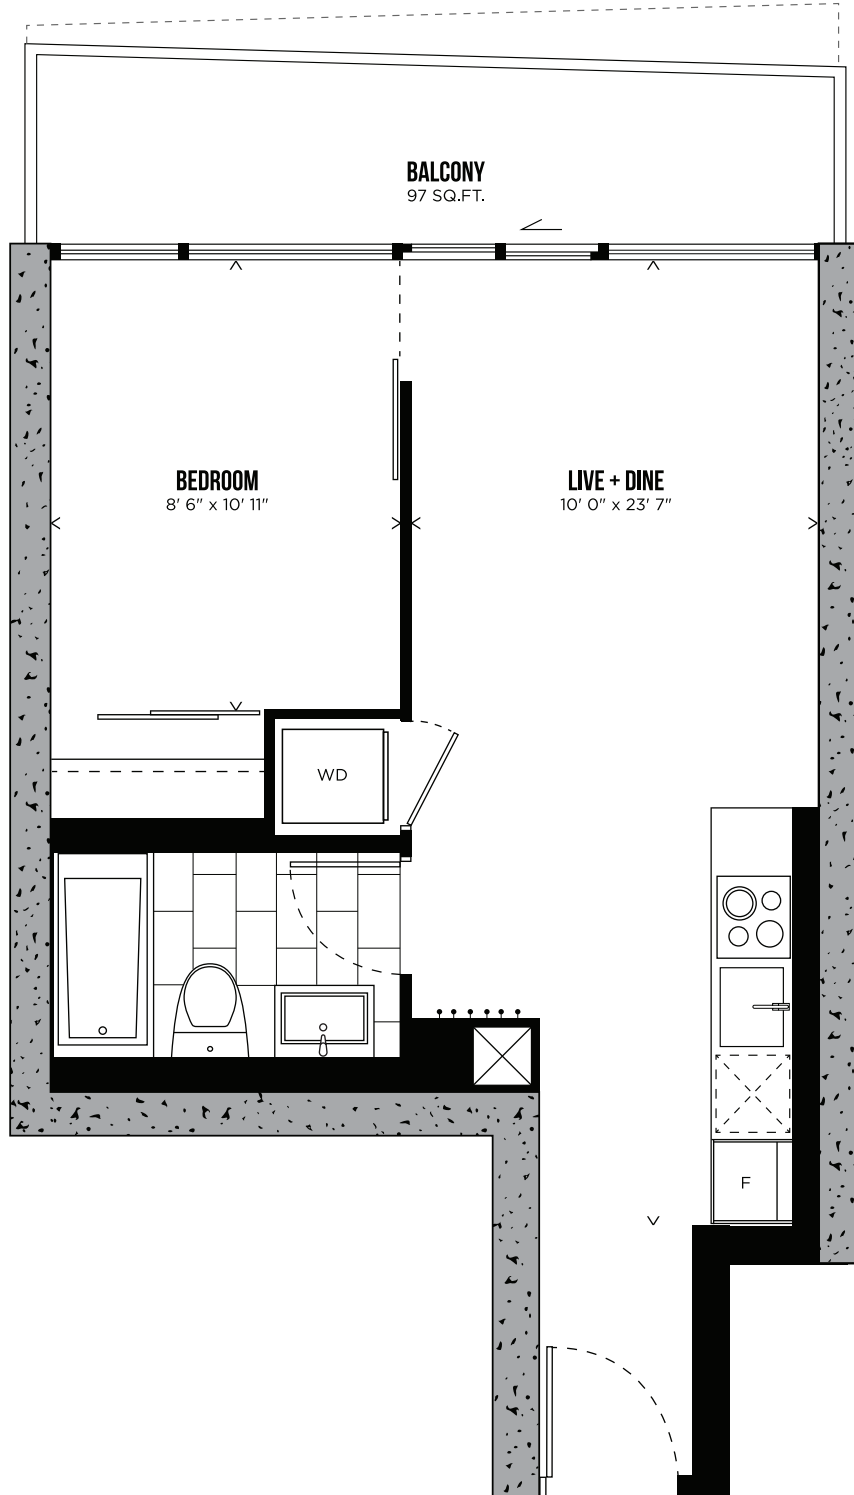 BALCONY
97 SQ.FT.
BEDROOM
8' 6" x 10' 11"
LIVE + DINE
10' 0" x 23' 7"
WD
F